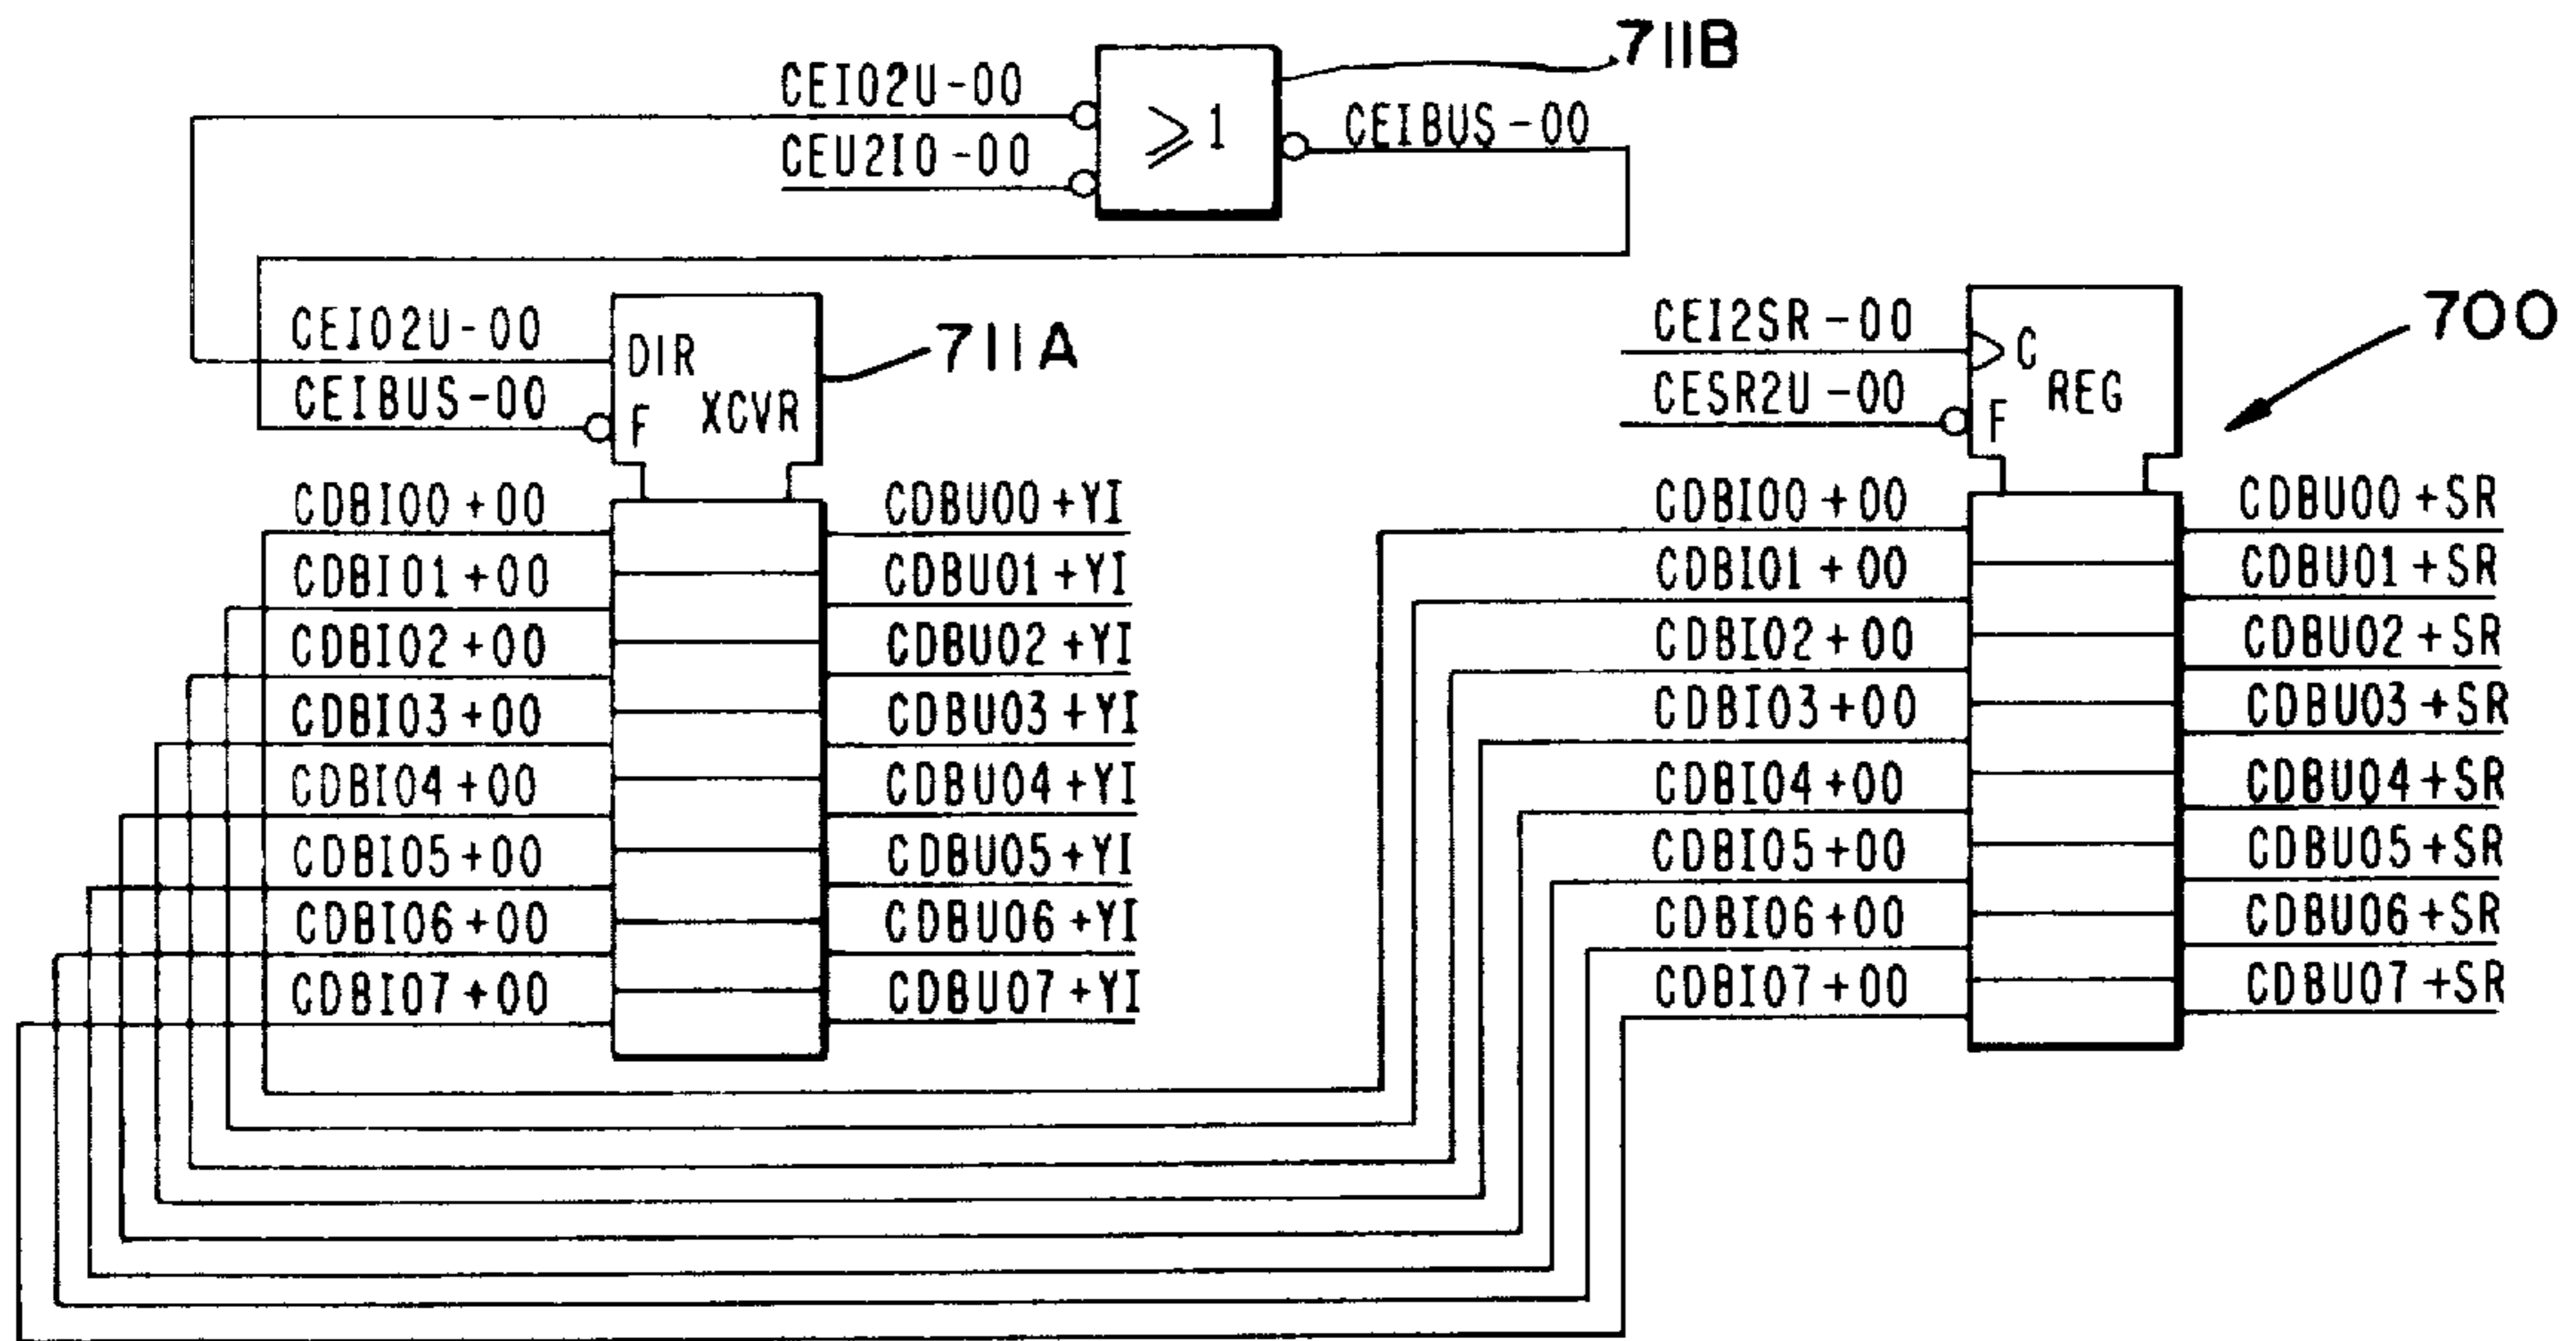 711B
CEI02U-00
≥1
CEIBUS-00
CEU2I0-00
CEI02U-00
DIR
711A
CEIBUS-00
F
XCVR
CDBI00+00
CDBU00+YI
CDBI01+00
CDBU01+YI
CDBI02+00
CDBU02+YI
CDBI03+00
CDBU03+YI
CDBI04+00
CDBU04+YI
CDBI05+00
CDBU05+YI
CDBI06+00
CDBU06+YI
CDBI07+00
CDBU07+YI
CEI2SR-00
C
700
CESR2U-00
F
REG
CDBI00+00
CDBU00+SR
CDBI01+00
CDBU01+SR
CDBI02+00
CDBU02+SR
CDBI03+00
CDBU03+SR
CDBI04+00
CDBU04+SR
CDBI05+00
CDBU05+SR
CDBI06+00
CDBU06+SR
CDBI07+00
CDBU07+SR